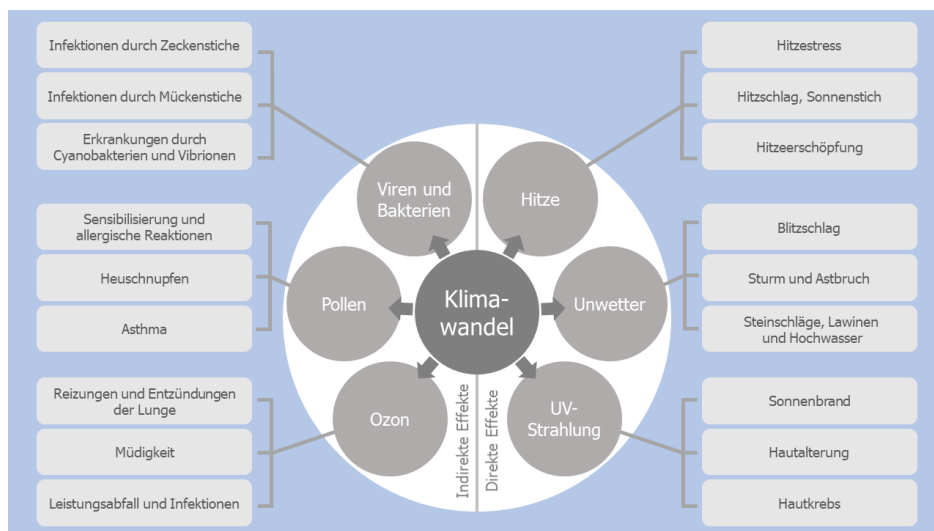 Infektionen durch Zeckenstiche
Infektionen durch Mückenstiche
Erkrankungen durch
Cyanobakterien und Vibrionen
Sensibilisierung und
allergische Reaktionen
Heuschnupfen
Asthma
Reizungen und Entzündungen
der Lunge
Müdigkeit
Leistungsabfall und Infektionen
Viren und
Bakterien
Pollen
Ozon
Klima-
wandel
Indirekte Effekte
Direkte Effekte
Hitze
Unwetter
UV-
Strahlung
Hitzestress
Hitzschlag, Sonnenstich
Hitzeerschöpfung
Blitzschlag
Sturm und Astbruch
Steinschläge, Lawinen
und Hochwasser
Sonnenbrand
Hautalterung
Hautkrebs